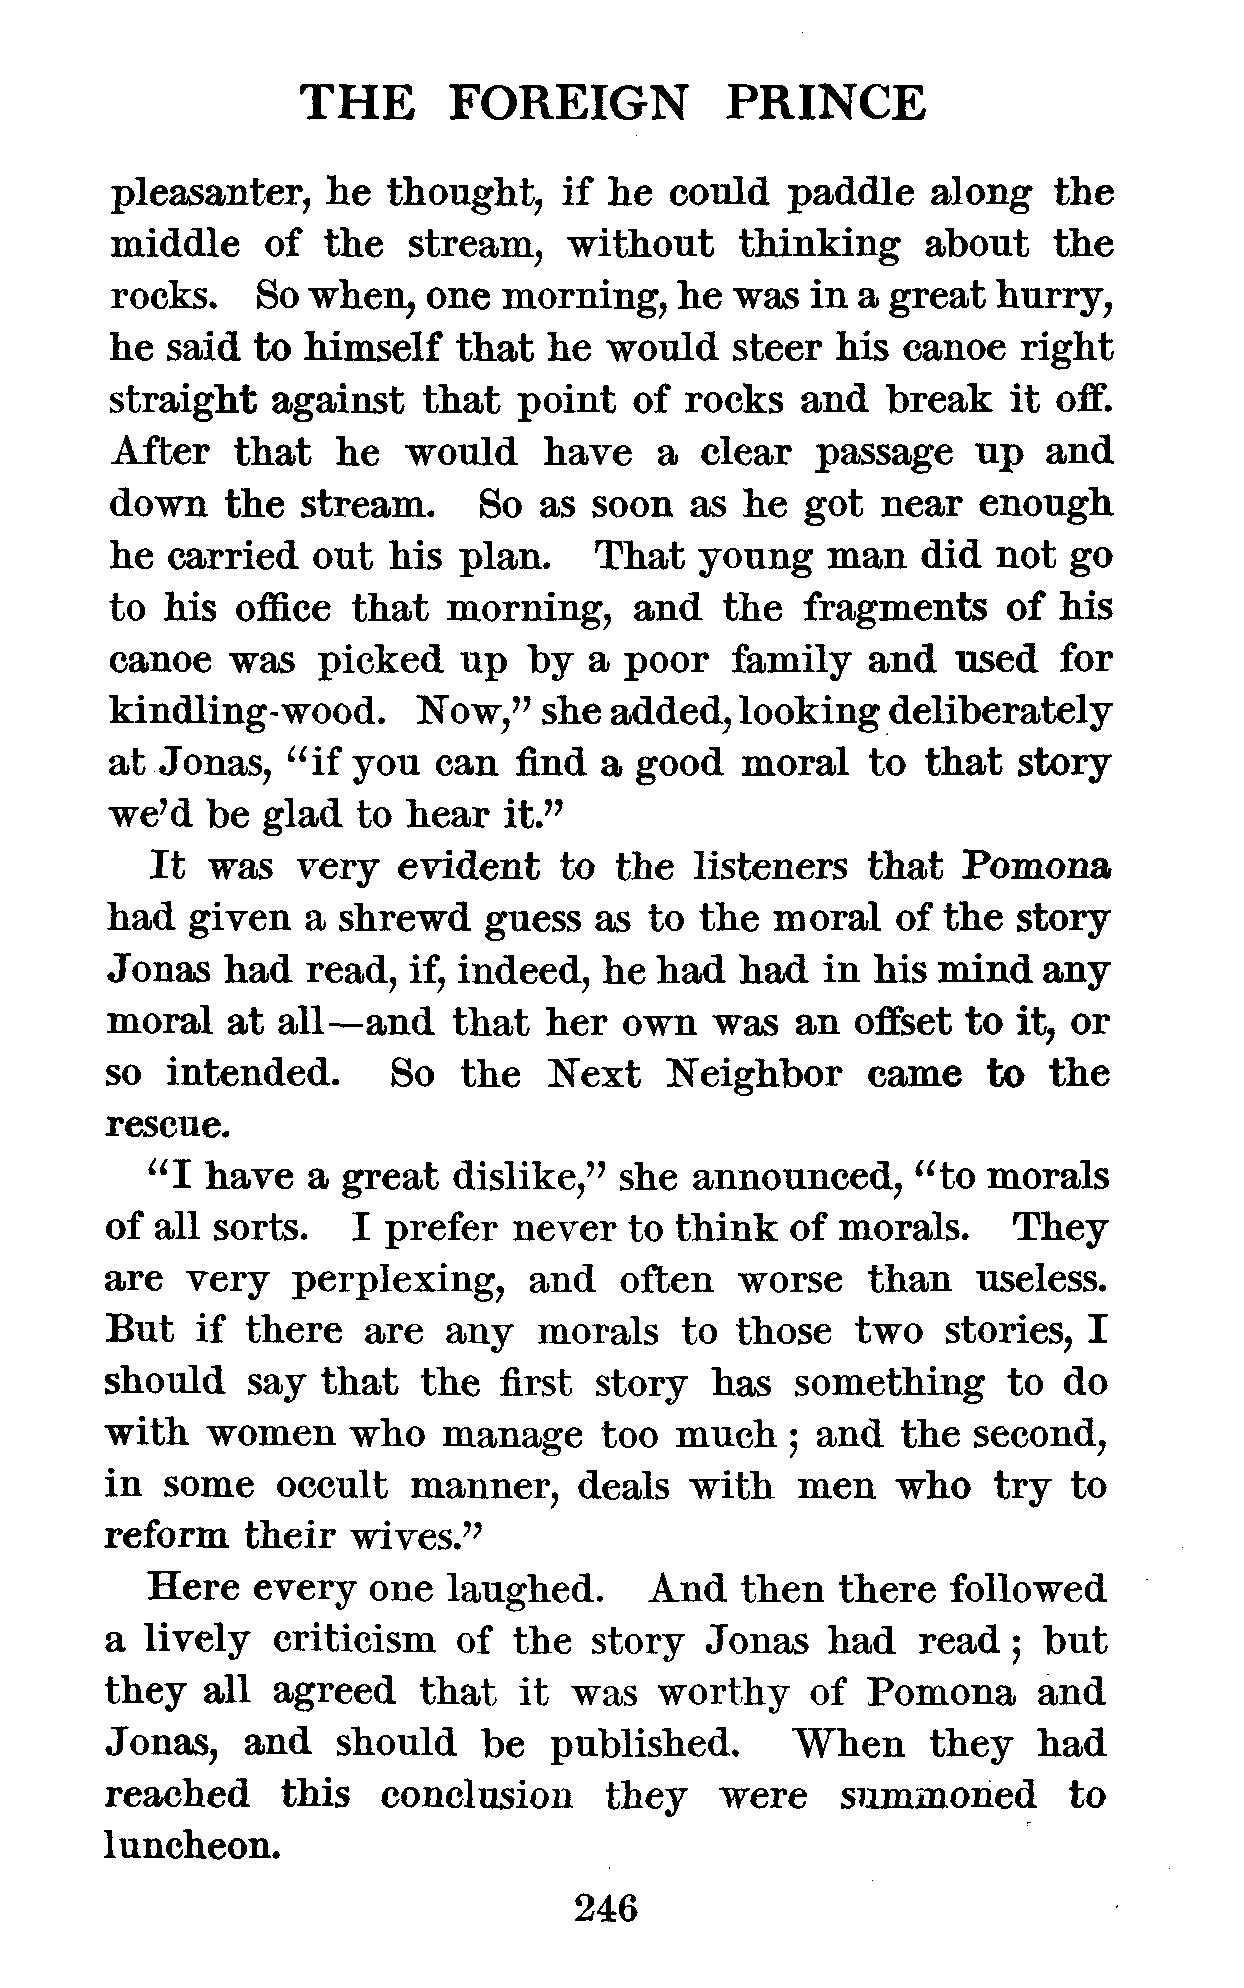 THE FOREIGN PRINCE
pleasanter, he thought, if he could paddle along the
middle of the stream, without thinking about the
rocks. So when, one morning, he was in a great hurry,
he said to himself that he would steer his canoe right
straight against that point of rocks and break it off.
After that he would have a clear passage up and
down the stream. So as soon as he got near enough
he carried out his plan. That young man did not go
to his office that morning, and the fragments of his
canoe was picked up by a poor family and used for
kindling-wood. Now,” she added, looking deliberately
at Jonas, “if you can find a good moral to that story
we’d be glad to hear it.”
It was very evident to the listeners that Pomona
had given a shrewd guess as to the moral of the story
Jonas had read, if, indeed, he had had in his mind any
moral at all—and that her own was an offset to it, or
so intended. So the Next Neighbor came to the
rescue.
“I have a great dislike,” she announced, “to morals
of all sorts. I prefer never to think of morals. They
are very perplexing, and often worse than useless.
But if there are any morals to those two stories, I
should say that the first story has something to do
with women who manage too much ; and the second,
in some occult manner, deals with men who try to
reform their wives.”
Here every one laughed. And then there followed
a lively criticism of the story Jonas had read ; but
they all agreed that it was worthy of Pomona and
Jonas, and should be published. When they had
reached this conclusion they were summoned to
luncheon.
246